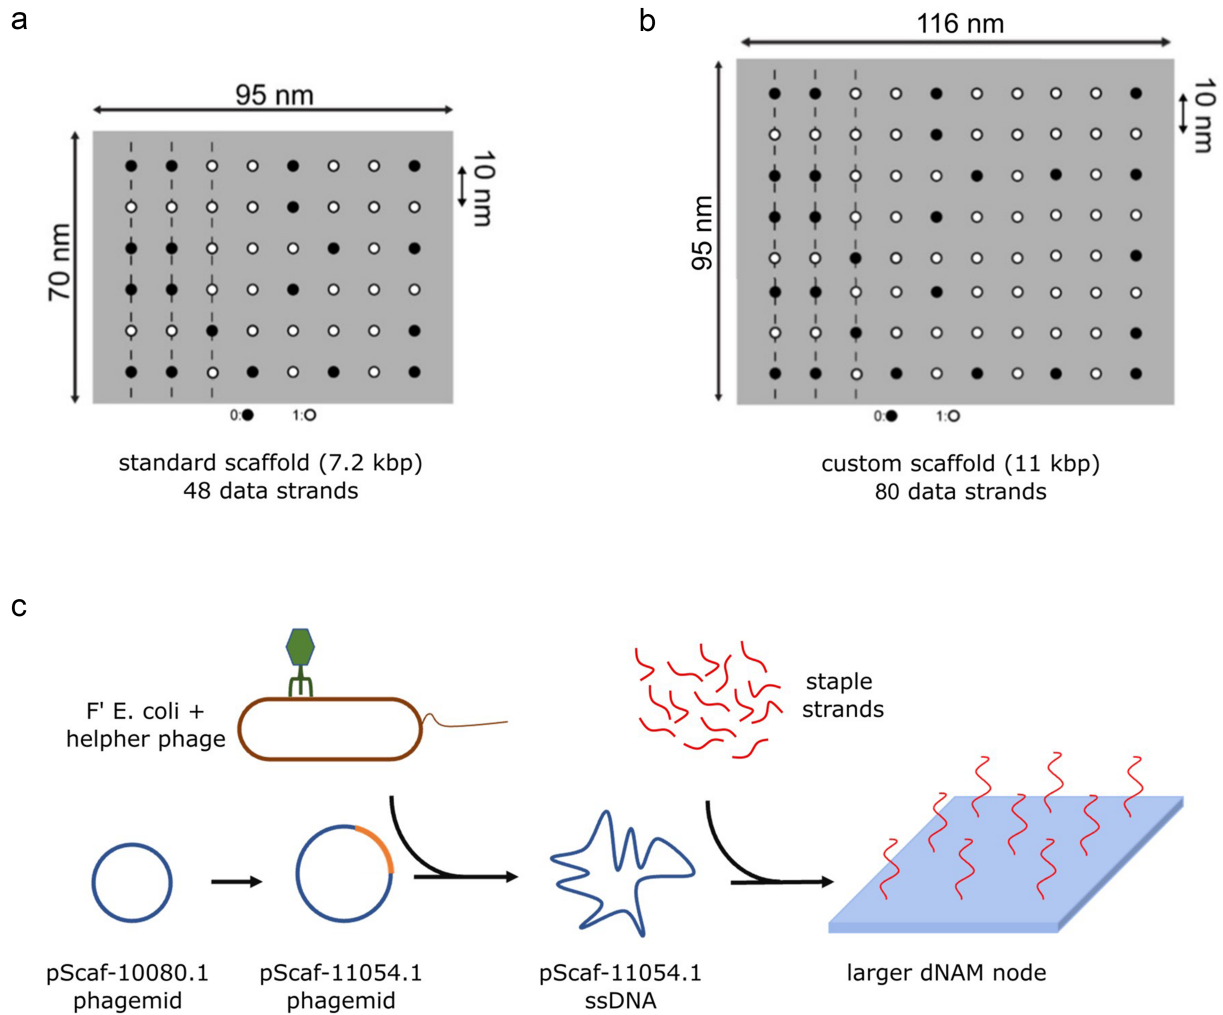 a
95 nm
70 nm
10 nm
0:
1:
standard scaffold (7.2 kbp)
48 data strands
b
116 nm
95 nm
10 nm
0:
1:
custom scaffold (11 kbp)
80 data strands
c
F' E. coli +
helpher phage
staple
strands
pScaf-10080.1
phagemid
pScaf-11054.1
phagemid
pScaf-11054.1
ssDNA
larger dNAM node